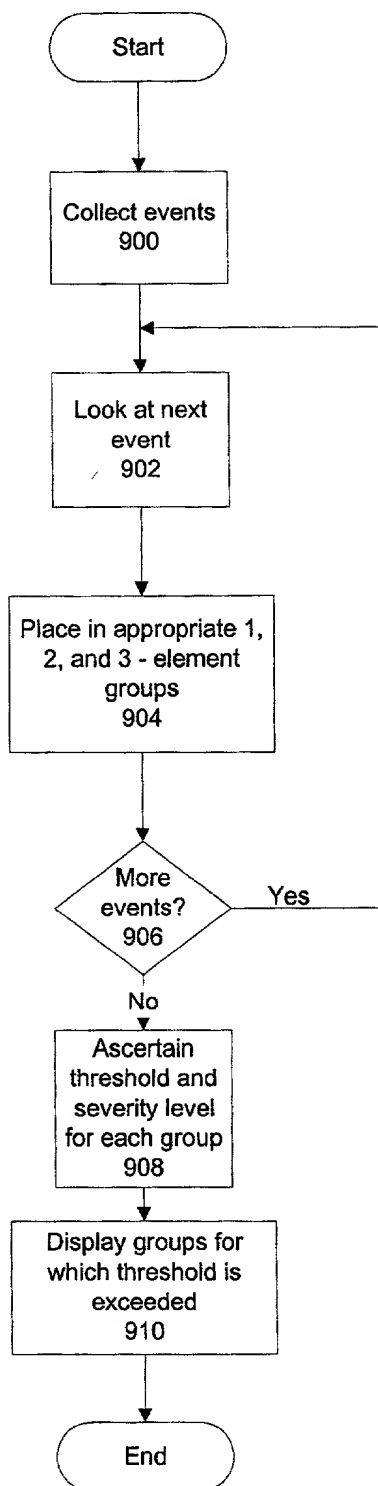 Start
Collect events
900
Look at next
event
902
Place in appropriate 1,
2, and 3 - element
groups
904
More
events?
906
Yes
No
Ascertain
threshold and
severity level
for each group
908
Display groups for
which threshold is
exceeded
910
End